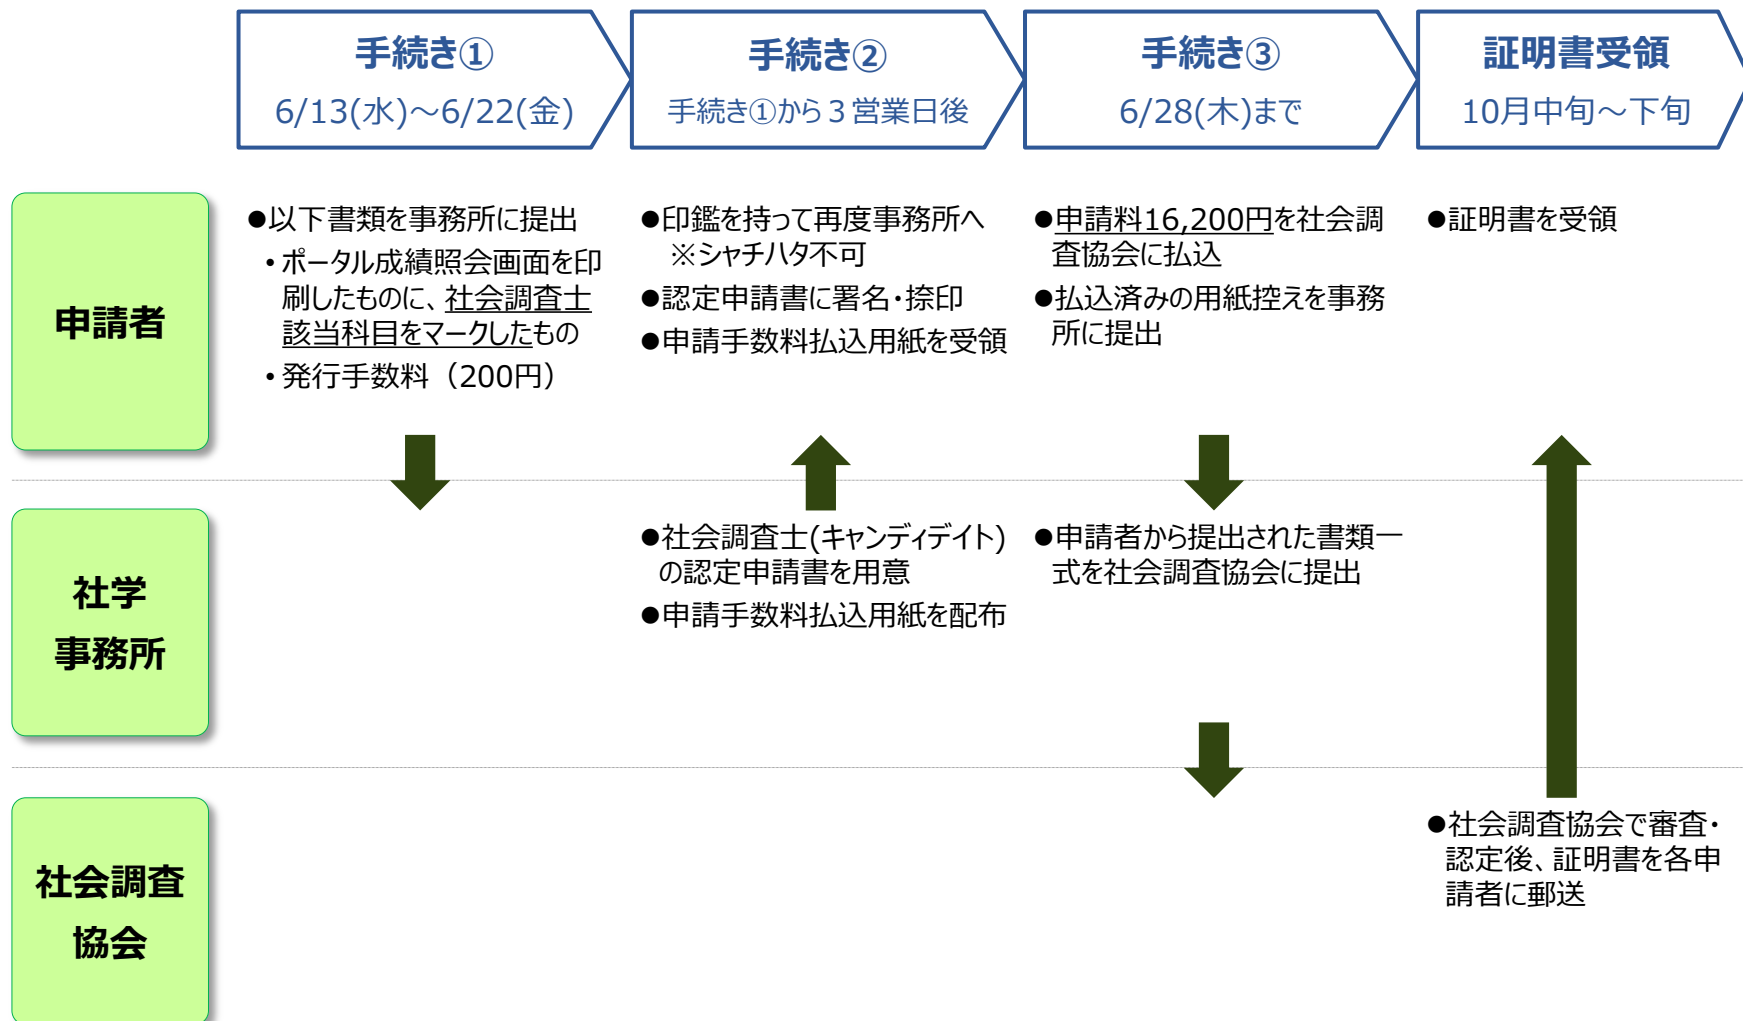 手続き①
6/13(水)～6/22(金)
手続き②
手続き①から３営業日後
手続き③
6/28(木)まで
証明書受領
10月中旬～下旬
申請者
●以下書類を事務所に提出
・ポータル成績照会画面を印
刷したものに、社会調査士
該当科目をマークしたもの
・発行手数料（200円）
●印鑑を持って再度事務所へ
※シャチハタ不可
●認定申請書に署名・捺印
●申請手数料払込用紙を受領
●申請料16,200円を社会調
査協会に払込
●払込済みの用紙控えを事務
所に提出
●証明書を受領
社学
事務所
●社会調査士(キャンディデイト)
の認定申請書を用意
●申請手数料払込用紙を配布
●申請者から提出された書類一
式を社会調査協会に提出
社会調査
協会
●社会調査協会で審査・
認定後、証明書を各申
請者に郵送